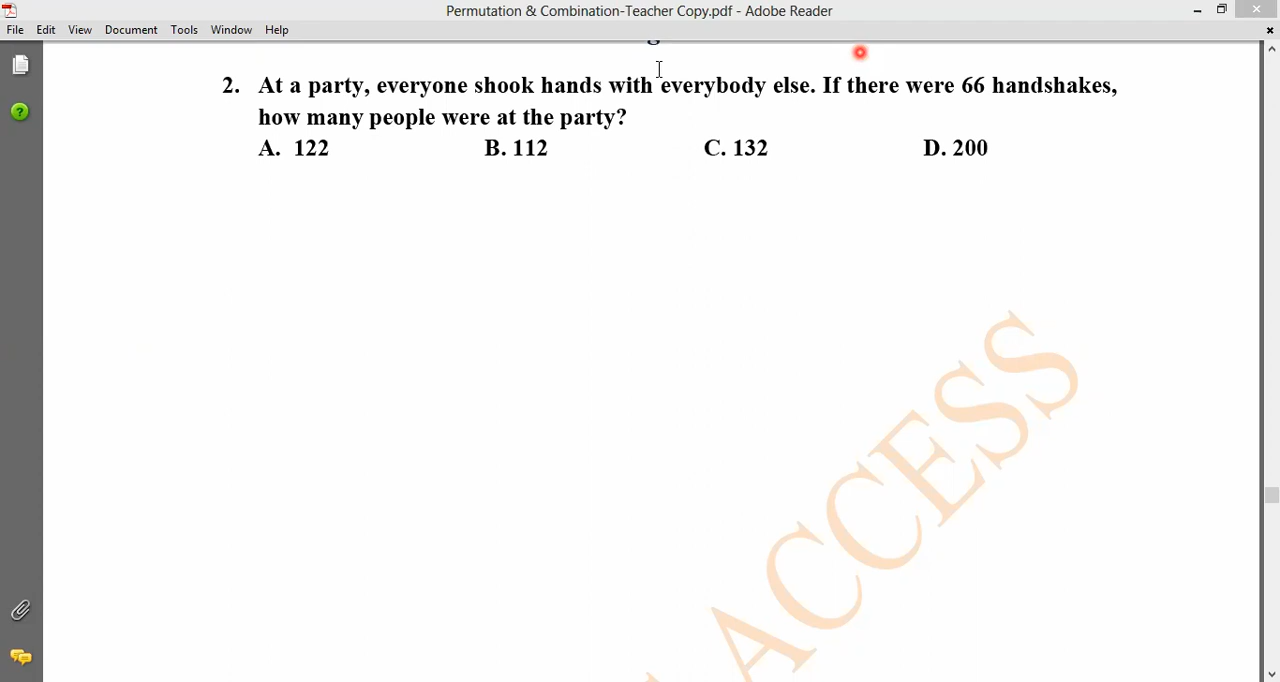 Permutation & Combination-Teacher Copy.pdf - Adobe Reader
File Edit View Document Tools Window Help
2. At a party, everyone shook hands with everybody else. If there were 66 handshakes,
how many people were at the party?
A. 122 B. 112 C. 132 D. 200
ACCESS